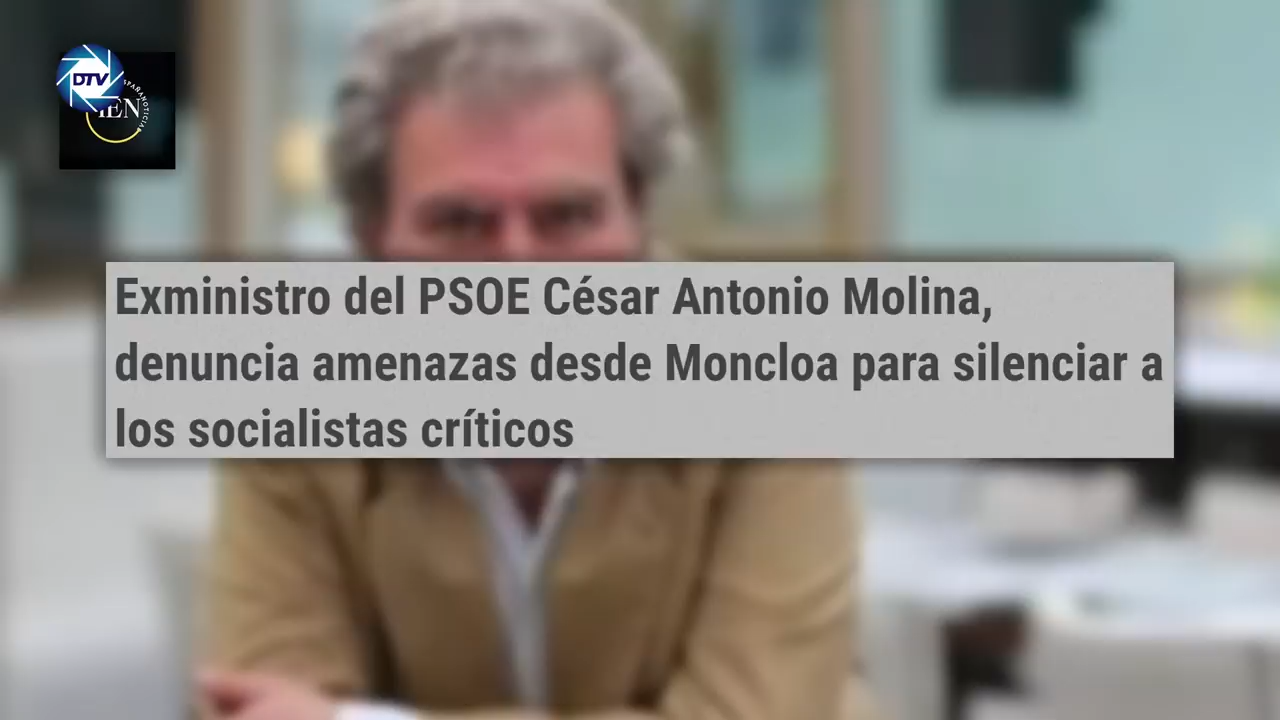 DTV
IEN
Exministro del PSOE César Antonio Molina,
denuncia amenazas desde Moncloa para silenciar a
los socialistas críticos